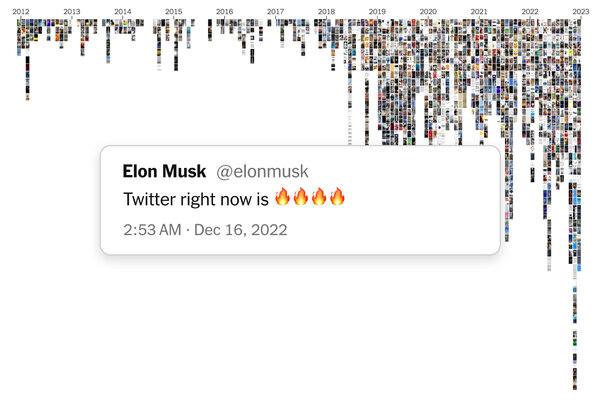 2012 2013 2014 2015 2016 2017 2018 2019 2020 2021 2022 2023
Elon Musk @elonmusk
Twitter right now is 🔥🔥🔥🔥
2:53 AM · Dec 16, 2022